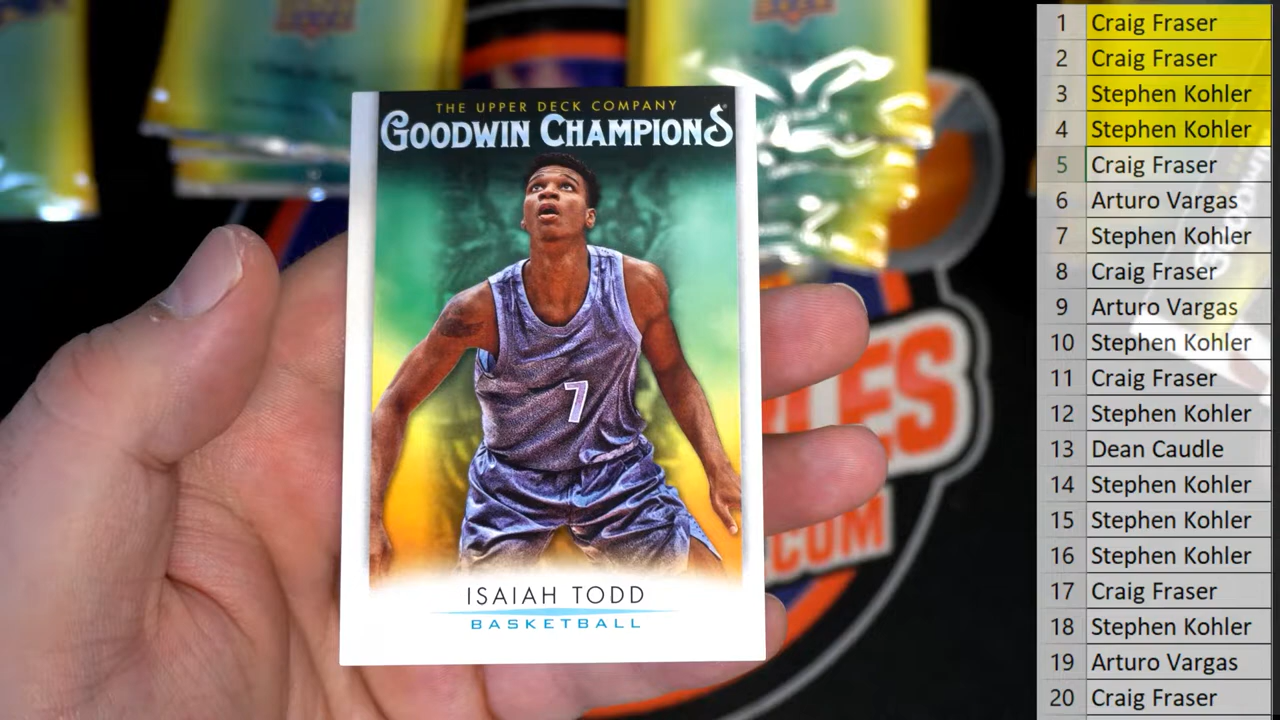 THE UPPER DECK COMPANY
GOODWIN CHAMPIONS
7
ISAIAH TODD
BASKETBALL
.COM
1 Craig Fraser
2 Craig Fraser
3 Stephen Kohler
4 Stephen Kohler
5 Craig Fraser
6 Arturo Vargas
7 Stephen Kohler
8 Craig Fraser
9 Arturo Vargas
10 Stephen Kohler
11 Craig Fraser
12 Stephen Kohler
13 Dean Caudle
14 Stephen Kohler
15 Stephen Kohler
16 Stephen Kohler
17 Craig Fraser
18 Stephen Kohler
19 Arturo Vargas
20 Craig Fraser